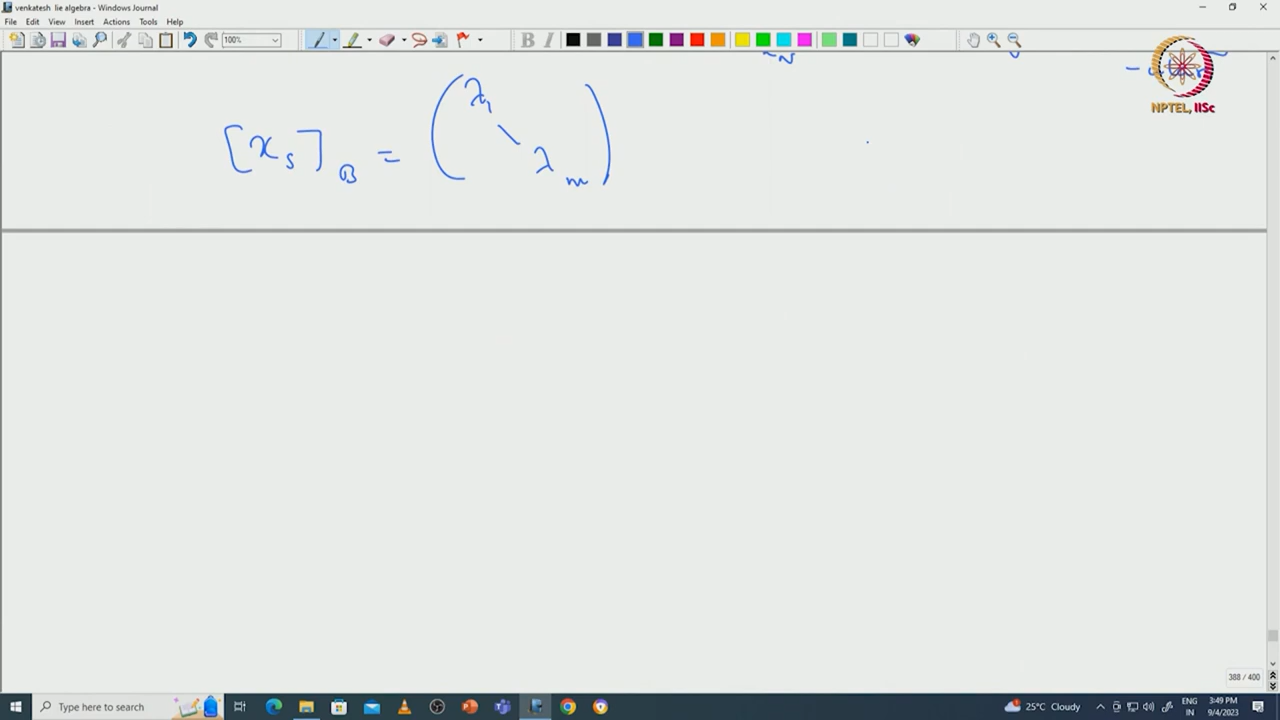 venkatesh lie algebra - Windows Journal
File Edit View Insert Actions Tools Help
100%
B I
NPTEL, IISc
[x_s]_B = ( λ_1 \ λ_m )
388 / 400
Type here to search
25°C Cloudy
ENG
IN
3:49 PM
9/4/2023